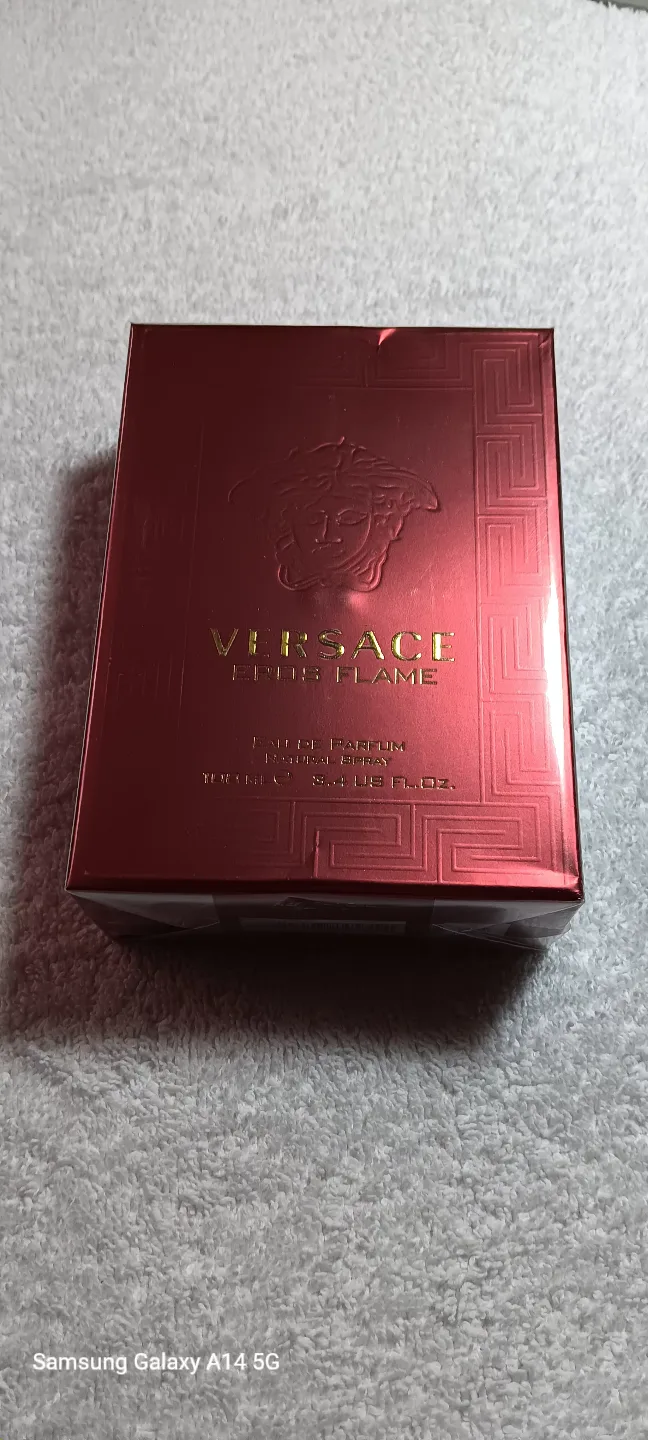 VERSACE
EROS FLAME
EAU DE PARFUM
NATURAL SPRAY
100 ml ℮ 3.4 US FL.OZ.
Samsung Galaxy A14 5G